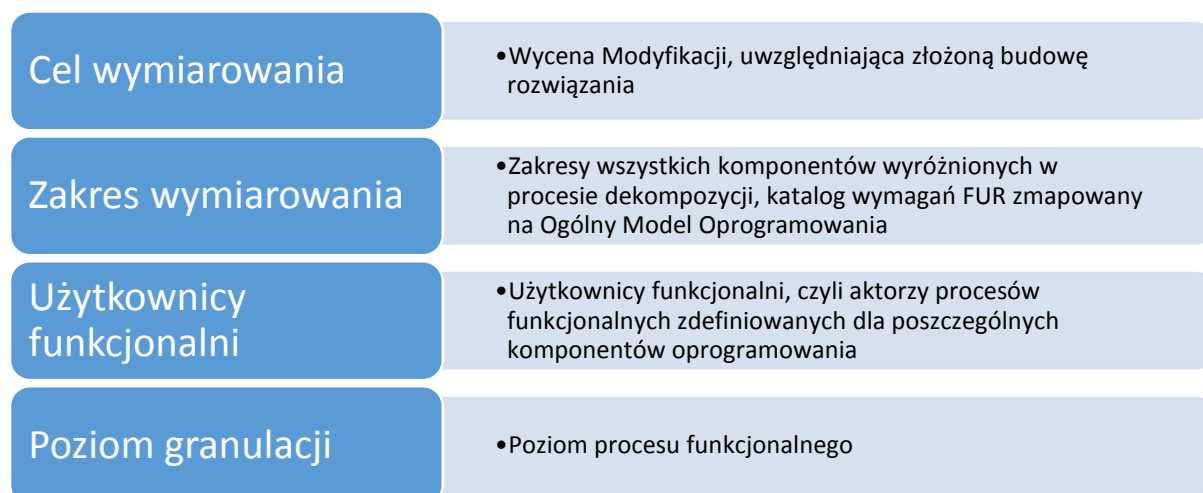 Cel wymiarowania
•Wycena Modyfikacji, uwzględniająca złożoną budowę
rozwiązania
Zakres wymiarowania
•Zakresy wszystkich komponentów wyróżnionych w
procesie dekompozycji, katalog wymagań FUR zmapowany
na Ogólny Model Oprogramowania
Użytkownicy
funkcjonalni
•Użytkownicy funkcjonalni, czyli aktorzy procesów
funkcjonalnych zdefiniowanych dla poszczególnych
komponentów oprogramowania
Poziom granulacji
•Poziom procesu funkcjonalnego